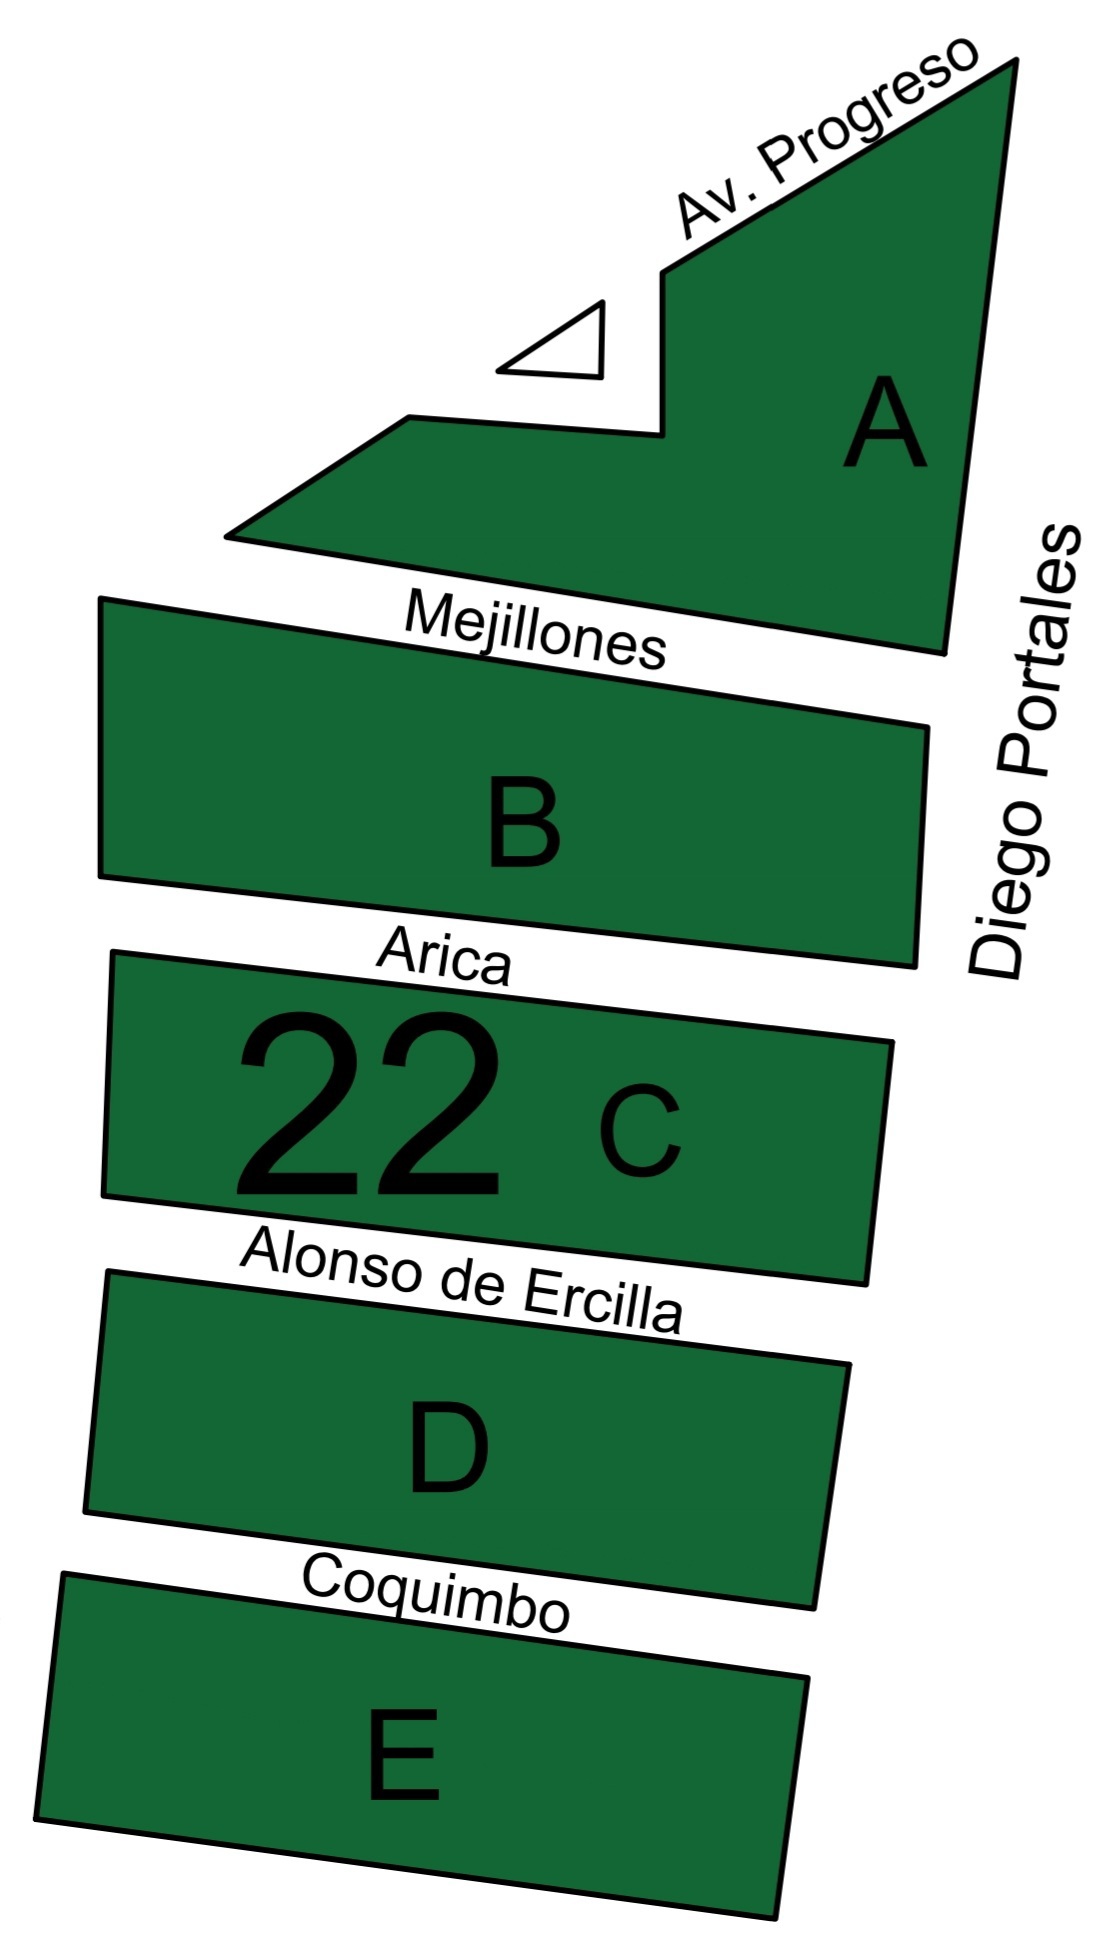 Av. Progreso
A
Mejillones
Diego Portales
B
Arica
22 C
Alonso de Ercilla
D
Coquimbo
E